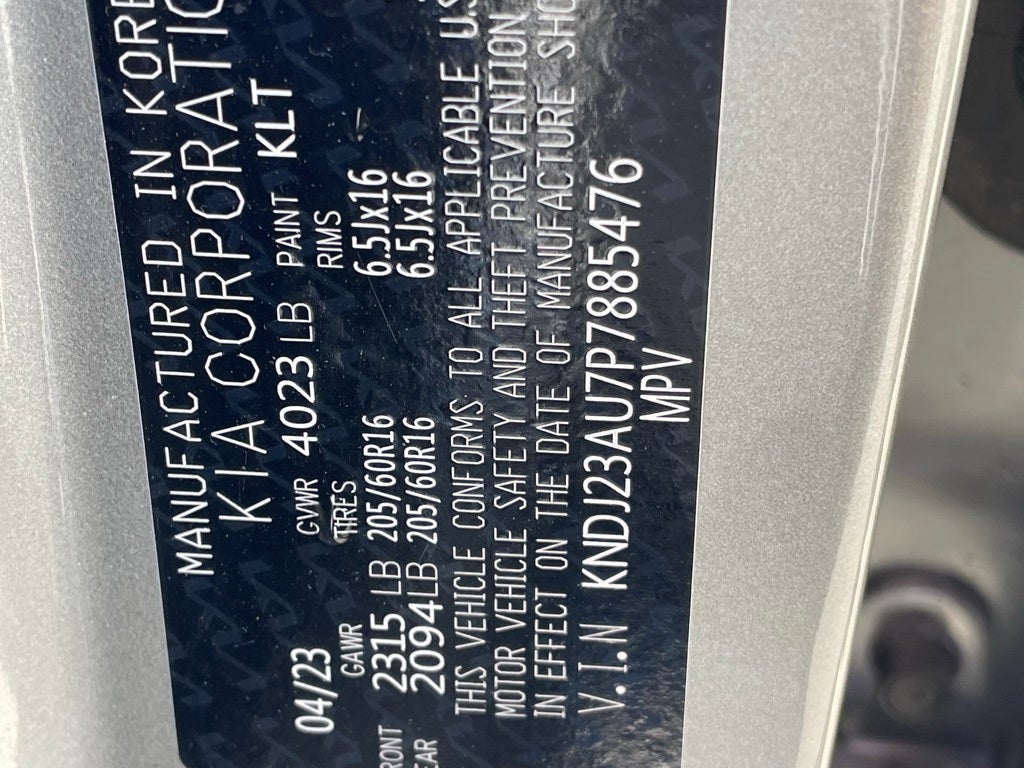 MANUFACTURED IN KORE
KIA CORPORATIO
04/23 GVWR 4023 LB PAINT KLT
GAWR TIRES RIMS
RONT 2315 LB 205/60R16 6.5Jx16
EAR 2094LB 205/60R16 6.5Jx16
THIS VEHICLE CONFORMS TO ALL APPLICABLE U.S
MOTOR VEHICLE SAFETY AND THEFT PREVENTION
IN EFFECT ON THE DATE OF MANUFACTURE SHO
V.I.N KNDJ23AU7P7885476
MPV